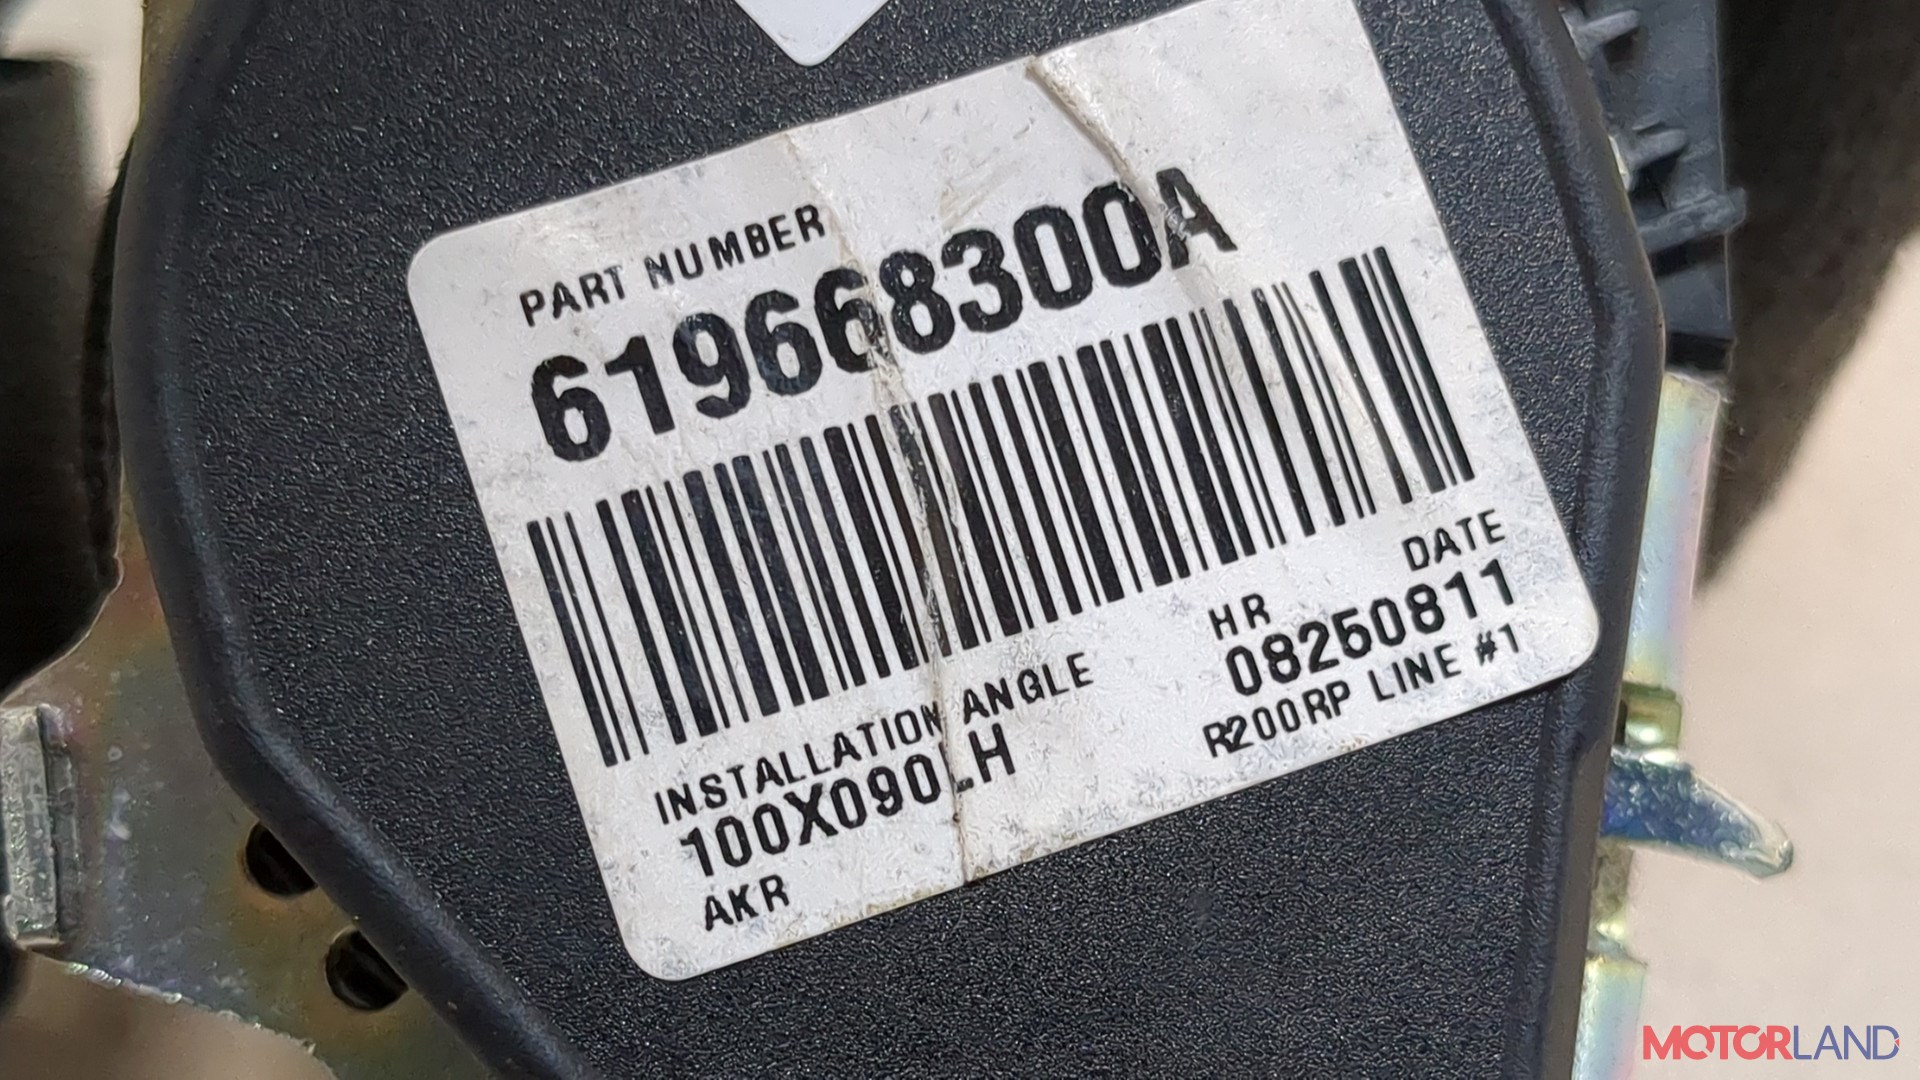 PART NUMBER
619668300A
INSTALLATION ANGLE
100X090LH
AKR
HR
DATE
08250811
R200RP LINE #1
MOTORLAND